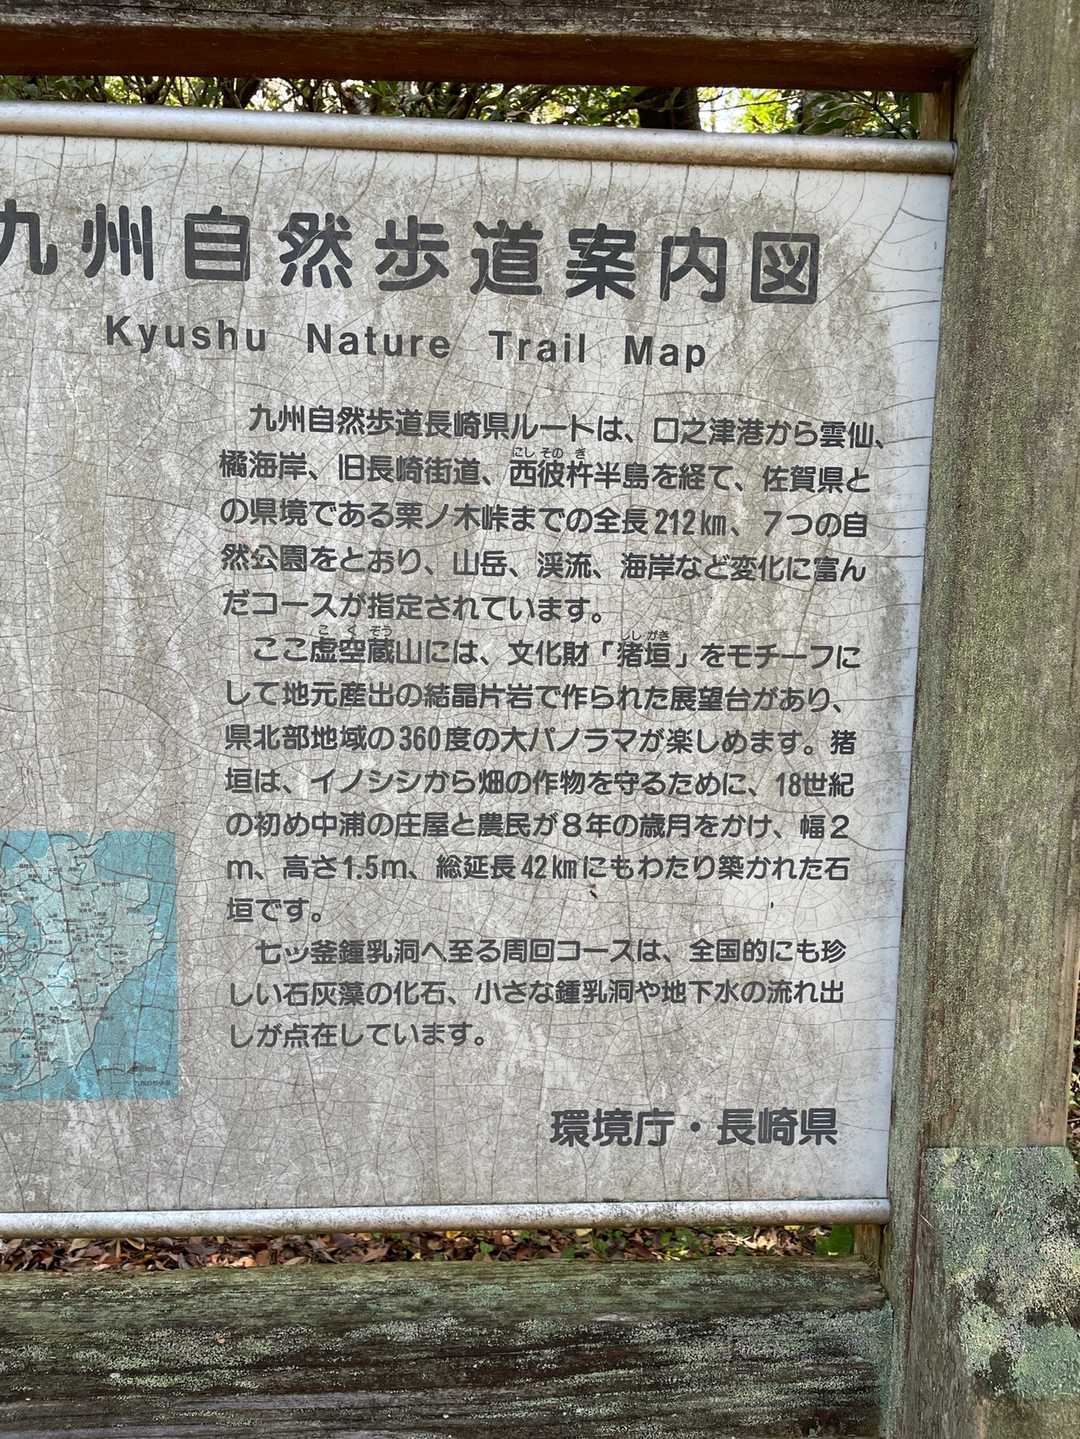 九州自然歩道案内図
Kyushu Nature Trail Map
九州自然歩道長崎県ルートは、口之津港から雲仙、
にし そのぎ
橘海岸、旧長崎街道、西彼杵半島を経て、佐賀県と
の県境である栗ノ木峠までの全長212㎞、7つの自
然公園をとおり、山岳、渓流、海岸など変化に富ん
だコースが指定されています。
こくぞう ししがき
ここ虚空蔵山には、文化財「猪垣」をモチーフに
して地元産出の結晶片岩で作られた展望台があり、
県北部地域の360度の大パノラマが楽しめます。猪
垣は、イノシシから畑の作物を守るために、18世紀
の初め中浦の庄屋と農民が8年の歳月をかけ、幅2
m、高さ1.5m、総延長42㎞にもわたり築かれた石
垣です。
七ッ釜鍾乳洞へ至る周回コースは、全国的にも珍
しい石灰藻の化石、小さな鍾乳洞や地下水の流れ出
しが点在しています。
環境庁・長崎県